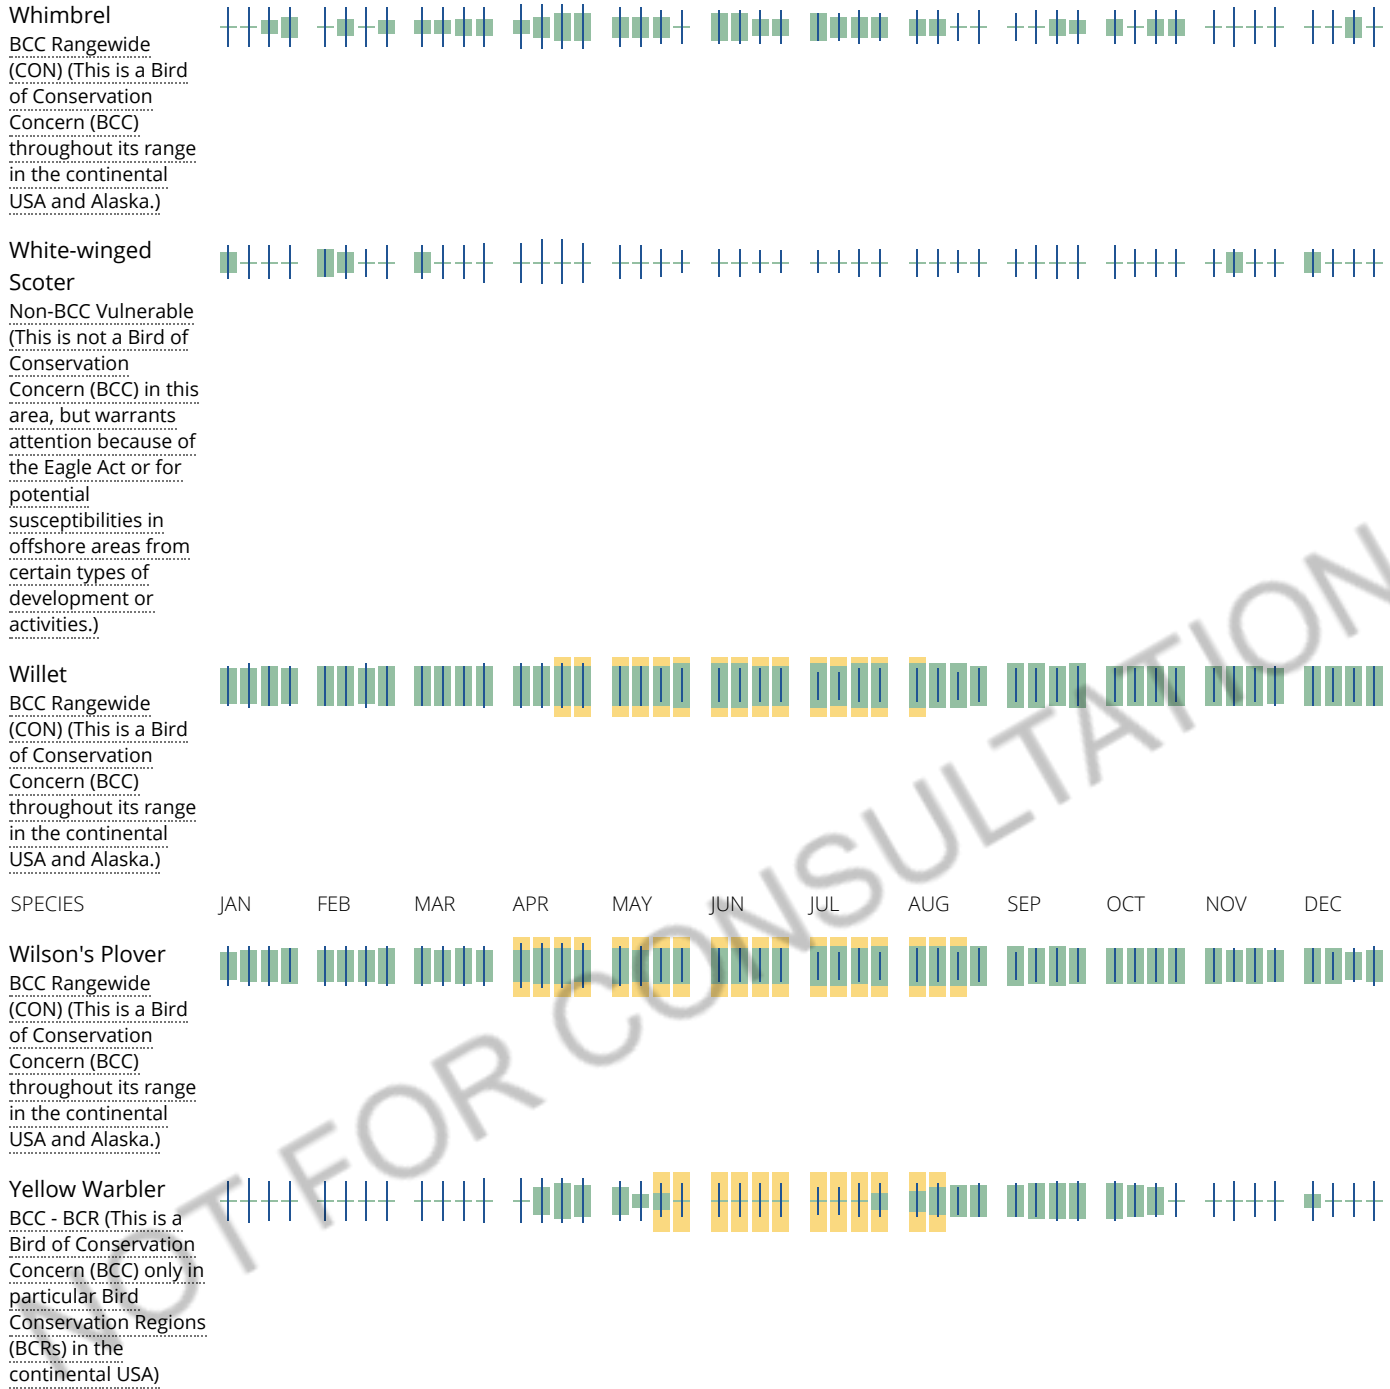 Whimbrel
BCC Rangewide
(CON) (This is a Bird
of Conservation
Concern (BCC)
throughout its range
in the continental
USA and Alaska.)
White-winged
Scoter
Non-BCC Vulnerable
(This is not a Bird of
Conservation
Concern (BCC) in this
area, but warrants
attention because of
the Eagle Act or for
potential
susceptibilities in
offshore areas from
certain types of
development or
activities.)
Willet
BCC Rangewide
(CON) (This is a Bird
of Conservation
Concern (BCC)
throughout its range
in the continental
USA and Alaska.)
SPECIES JAN FEB MAR APR MAY JUN JUL AUG SEP OCT NOV DEC
Wilson's Plover
BCC Rangewide
(CON) (This is a Bird
of Conservation
Concern (BCC)
throughout its range
in the continental
USA and Alaska.)
Yellow Warbler
BCC - BCR (This is a
Bird of Conservation
Concern (BCC) only in
particular Bird
Conservation Regions
(BCRs) in the
continental USA)
NOT FOR CONSULTATION